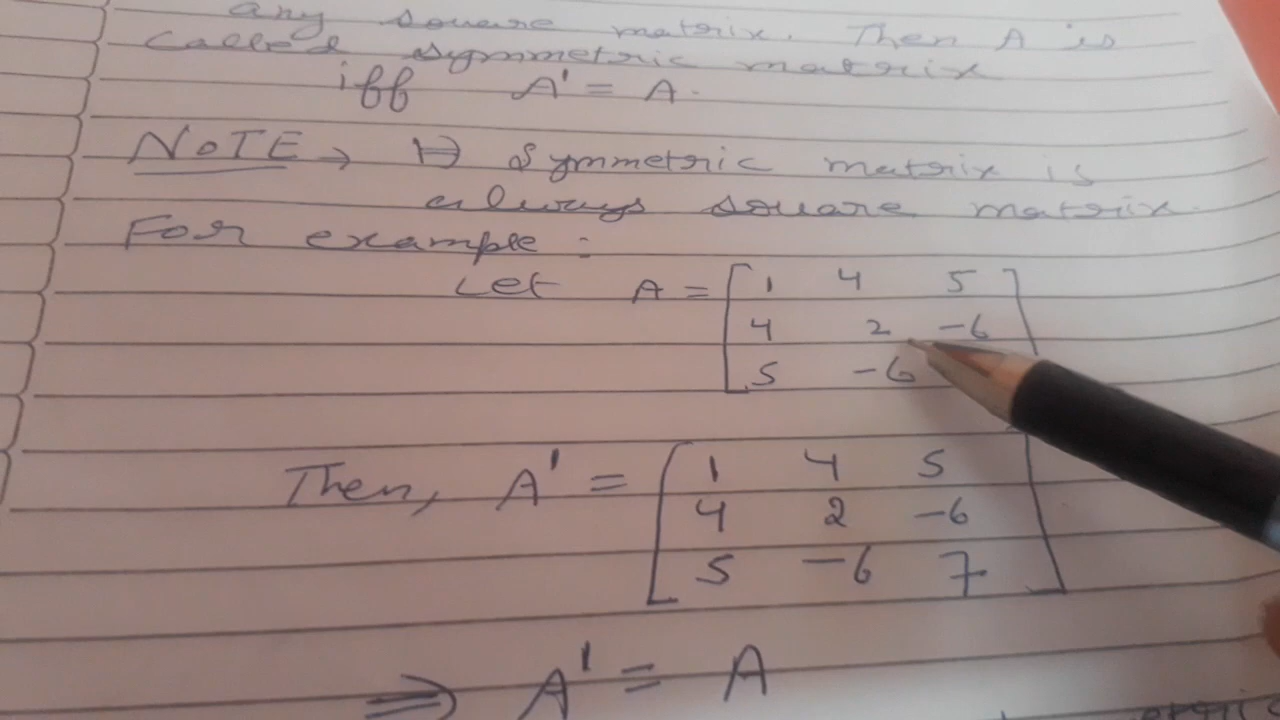 any square matrix. Then A is
called symmetric matrix
iff A' = A.
NOTE → 1) Symmetric matrix is
always square matrix.
For example :
Let A = [ 1 4 5
4 2 -6
5 -6 ]
Then, A' = [ 1 4 5
4 2 -6
5 -6 7 ]
⇒ A' = A